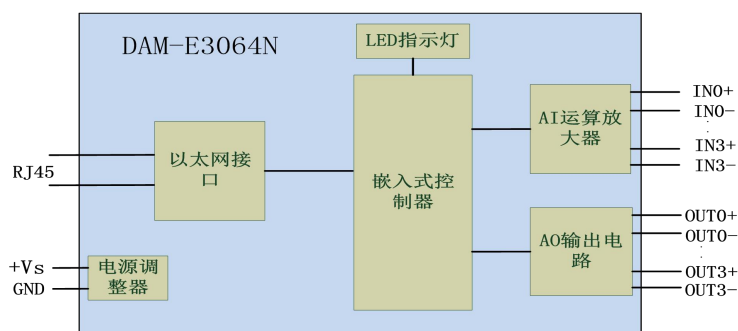 DAM-E3064N
LED指示灯
RJ45
以太网接
口
嵌入式控
制器
AI运算放
大器
IN0+
IN0-
IN3+
IN3-
AO输出电
路
OUT0+
OUT0-
OUT3+
OUT3-
+Vs
GND
电源调
整器